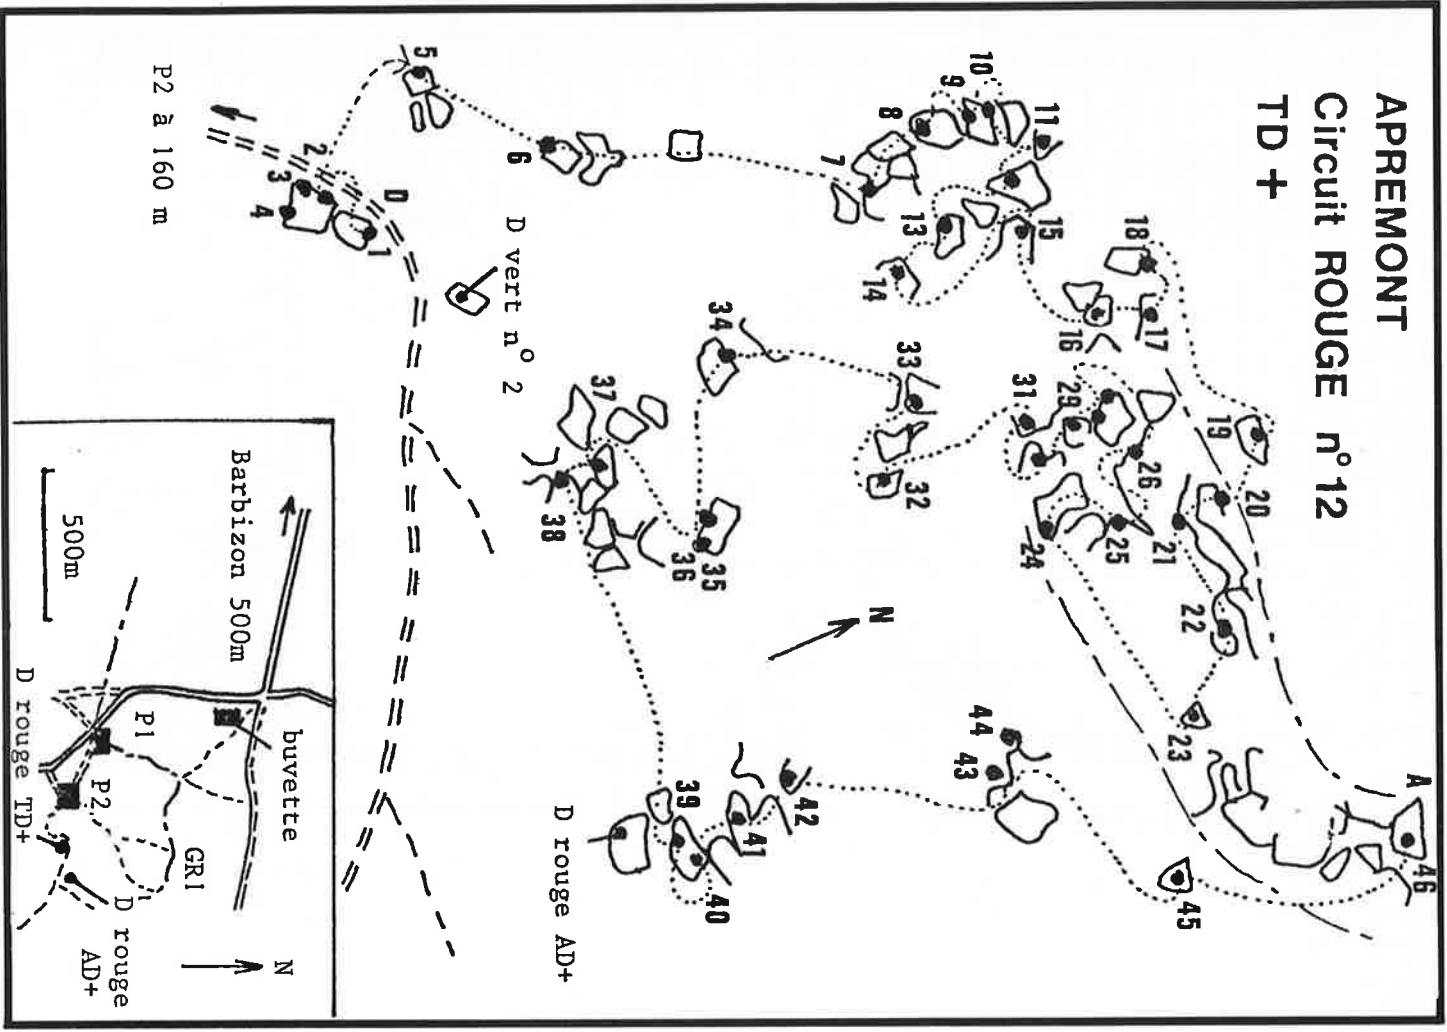 APREMONT
Circuit ROUGE n° 12
TD +
P2 à 160 m
D
1
2
3
4
5
6
7
8
9
10
11
13
14
15
16
17
18
19
20
21
22
23
24
25
26
29
31
32
33
34
35
36
37
38
39
40
41
42
43
44
45
46
A
D vert n° 2
N
D rouge AD+
Barbizon 500m
500m
buvette
P1
P2
GR1
D rouge TD+
D rouge
AD+
N